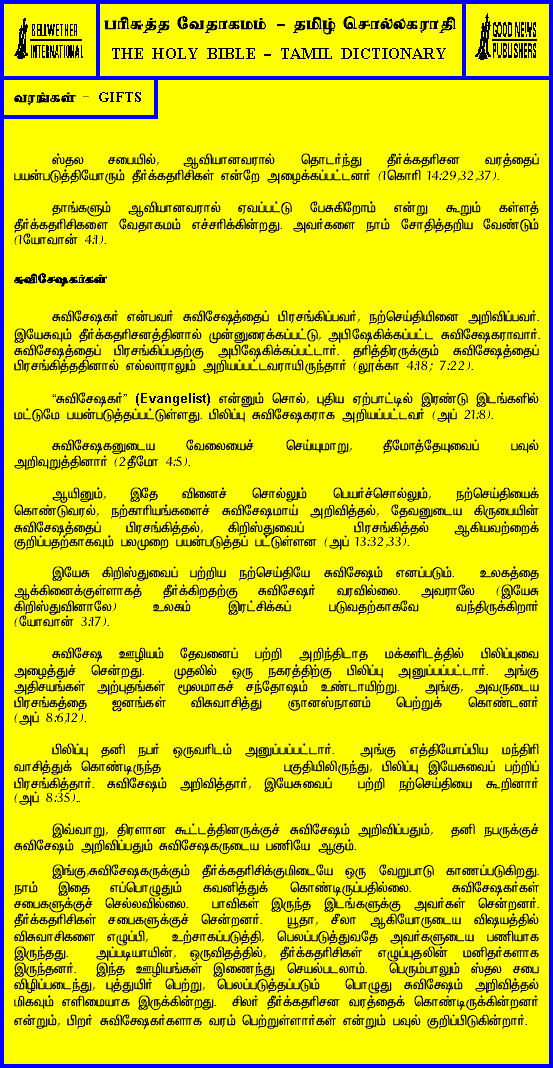 BELLWETHER
INTERNATIONAL
பரிசுத்த வேதாகமம் – தமிழ் சொல்லகராதி
THE HOLY BIBLE – TAMIL DICTIONARY
GOOD NEWS
PUBLISHERS
வரங்கள் – GIFTS
ஸ்தல சபையில், ஆவியானவரால் தொடர்ந்து தீர்க்கதரிசன வரத்தைப்
பயன்படுத்தியோரும் தீர்க்கதரிசிகள் என்றே அழைக்கப்பட்டனர் (1கொரி 14:29,32,37).
தாங்களும் ஆவியானவரால் ஏவப்பட்டு பேசுகிறோம் என்று கூறும் கள்ளத்
தீர்க்கதரிசிகளை வேதாகமம் எச்சரிக்கின்றது. அவர்களை நாம் சோதித்தறிய வேண்டும்
(1யோவான் 4:1).
சுவிசேஷகர்கள்
சுவிசேஷகர் என்பவர் சுவிசேஷத்தைப் பிரசங்கிப்பவர், நற்செய்தியினை அறிவிப்பவர்.
இயேசுவும் தீர்க்கதரிசனத்தினால் முன்னுரைக்கப்பட்டு, அபிஷேகிக்கப்பட்ட சுவிசேஷகராவார்.
சுவிசேஷத்தைப் பிரசங்கிப்பதற்கு அபிஷேகிக்கப்பட்டார். தரித்திரருக்கும் சுவிசேஷத்தைப்
பிரசங்கித்ததினால் எல்லாராலும் அறியப்பட்டவராயிருந்தார் (லூக்கா 4:18; 7:22).
“சுவிசேஷகர்” (Evangelist) என்னும் சொல், புதிய ஏற்பாட்டில் இரண்டு இடங்களில்
மட்டுமே பயன்படுத்தப்பட்டுள்ளது. பிலிப்பு சுவிசேஷகராக அறியப்பட்டவர் (அப் 21:8).
சுவிசேஷகனுடைய வேலையைச் செய்யுமாறு, தீமோத்தேயுவைப் பவுல்
அறிவுறுத்தினார் (2தீமோ 4:5).
ஆயினும், இதே வினைச் சொல்லும் பெயர்ச்சொல்லும், நற்செய்தியைக்
கொண்டுவரல், நற்காரியங்களைச் சுவிசேஷமாய் அறிவித்தல், தேவனுடைய கிருபையின்
சுவிசேஷத்தைப் பிரசங்கித்தல், கிறிஸ்துவைப் பிரசங்கித்தல் ஆகியவற்றைக்
குறிப்பதற்காகவும் பலமுறை பயன்படுத்தப் பட்டுள்ளன (அப் 13:32,33).
இயேசு கிறிஸ்துவைப் பற்றிய நற்செய்தியே சுவிசேஷம் எனப்படும். உலகத்தை
ஆக்கினைக்குள்ளாகத் தீர்க்கிறதற்கு சுவிசேஷர் வரவில்லை. அவராலே (இயேசு
கிறிஸ்துவினாலே) உலகம் இரட்சிக்கப் படுவதற்காகவே வந்திருக்கிறார்
(யோவான் 3:17).
சுவிசேஷ ஊழியம் தேவனைப் பற்றி அறிந்திடாத மக்களிடத்தில் பிலிப்புவை
அழைத்துச் சென்றது. முதலில் ஒரு நகரத்திற்கு பிலிப்பு அனுப்பப்பட்டார். அங்கு
அதிசயங்கள் அற்புதங்கள் மூலமாகச் சந்தோஷம் உண்டாயிற்று. அங்கு, அவருடைய
பிரசங்கத்தை ஜனங்கள் விசுவாசித்து ஞானஸ்நானம் பெற்றுக் கொண்டனர்
(அப் 8:6,12).
பிலிப்பு தனி நபர் ஒருவரிடம் அனுப்பப்பட்டார். அங்கு எத்தியோப்பிய மந்திரி
வாசித்துக் கொண்டிருந்த பகுதியிலிருந்து, பிலிப்பு இயேசுவைப் பற்றிப்
பிரசங்கித்தார். சுவிசேஷம் அறிவித்தார், இயேசுவைப் பற்றி நற்செய்தியை கூறினார்
(அப் 8:35)..
இவ்வாறு, திரளான கூட்டத்தினருக்குச் சுவிசேஷம் அறிவிப்பதும், தனி நபருக்குச்
சுவிசேஷம் அறிவிப்பதும் சுவிசேஷகருடைய பணியே ஆகும்.
இங்கு,சுவிசேஷகருக்கும் தீர்க்கதரிசிக்குமிடையே ஒரு வேறுபாடு காணப்படுகிறது.
நாம் இதை எப்பொழுதும் கவனித்துக் கொண்டிருப்பதில்லை. சுவிசேஷகர்கள்
சபைகளுக்குச் செல்லவில்லை. பாவிகள் இருந்த இடங்களுக்கு அவர்கள் சென்றனர்.
தீர்க்கதரிசிகள் சபைகளுக்குச் சென்றனர். யூதா, சீலா ஆகியோருடைய விஷயத்தில்
விசுவாசிகளை எழுப்பி, உற்சாகப்படுத்தி, பெலப்படுத்துவதே அவர்களுடைய பணியாக
இருந்தது. அப்படியாயின், ஒருவிதத்தில், தீர்க்கதரிசிகள் எழுப்புதலின் மனிதர்களாக
இருந்தனர். இந்த ஊழியங்கள் இணைந்து செயல்படலாம். பெரும்பாலும் ஸ்தல சபை
விழிப்படைந்து, புத்துயிர் பெற்று, பெலப்படுத்தப்படும் பொழுது சுவிசேஷம் அறிவித்தல்
மிகவும் எளிமையாக இருக்கின்றது. சிலர் தீர்க்கதரிசன வரத்தைக் கொண்டிருக்கின்றனர்
என்றும், பிறர் சுவிசேஷகர்களாக வரம் பெற்றுள்ளார்கள் என்றும் பவுல் குறிப்பிடுகின்றார்.